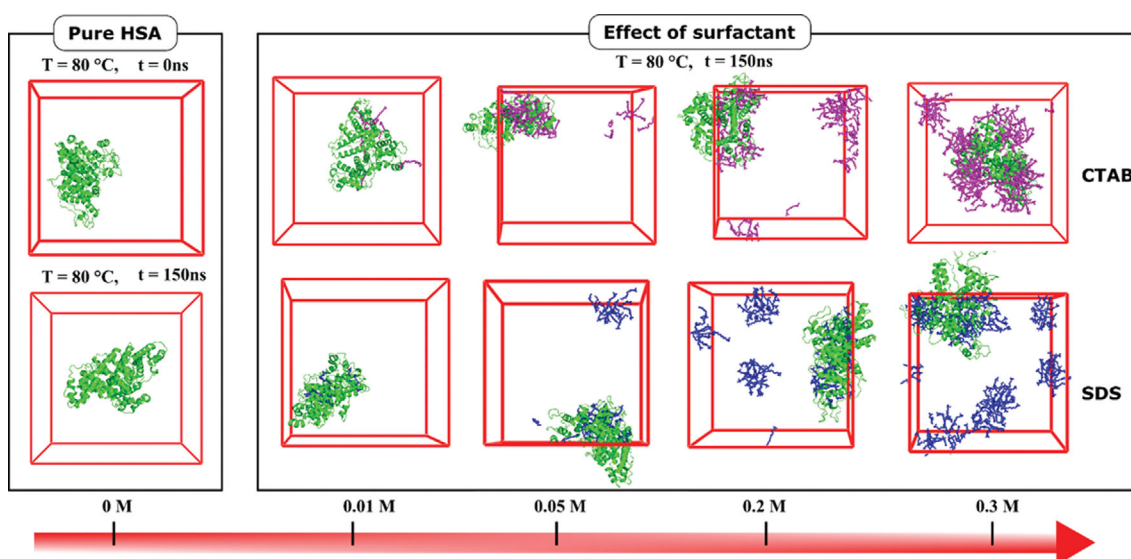 Pure HSA
T = 80 °C, t = 0ns
T = 80 °C, t = 150ns
Effect of surfactant
T = 80 °C, t = 150ns
CTAB
SDS
0 M
0.01 M
0.05 M
0.2 M
0.3 M